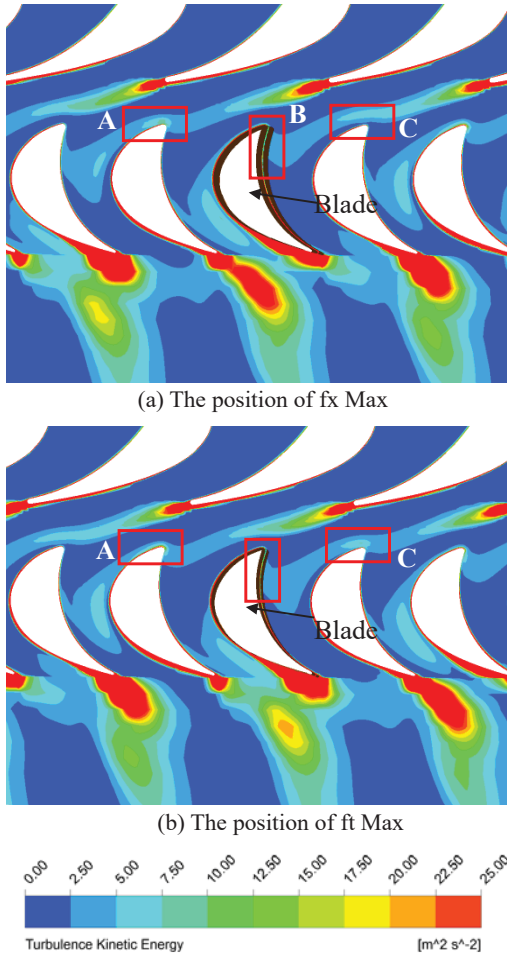 A
B
C
Blade
(a) The position of fx Max
A
C
Blade
(b) The position of ft Max
0.00 2.50 5.00 7.50 10.00 12.50 15.00 17.50 20.00 22.50 25.00
Turbulence Kinetic Energy [m^2 s^-2]